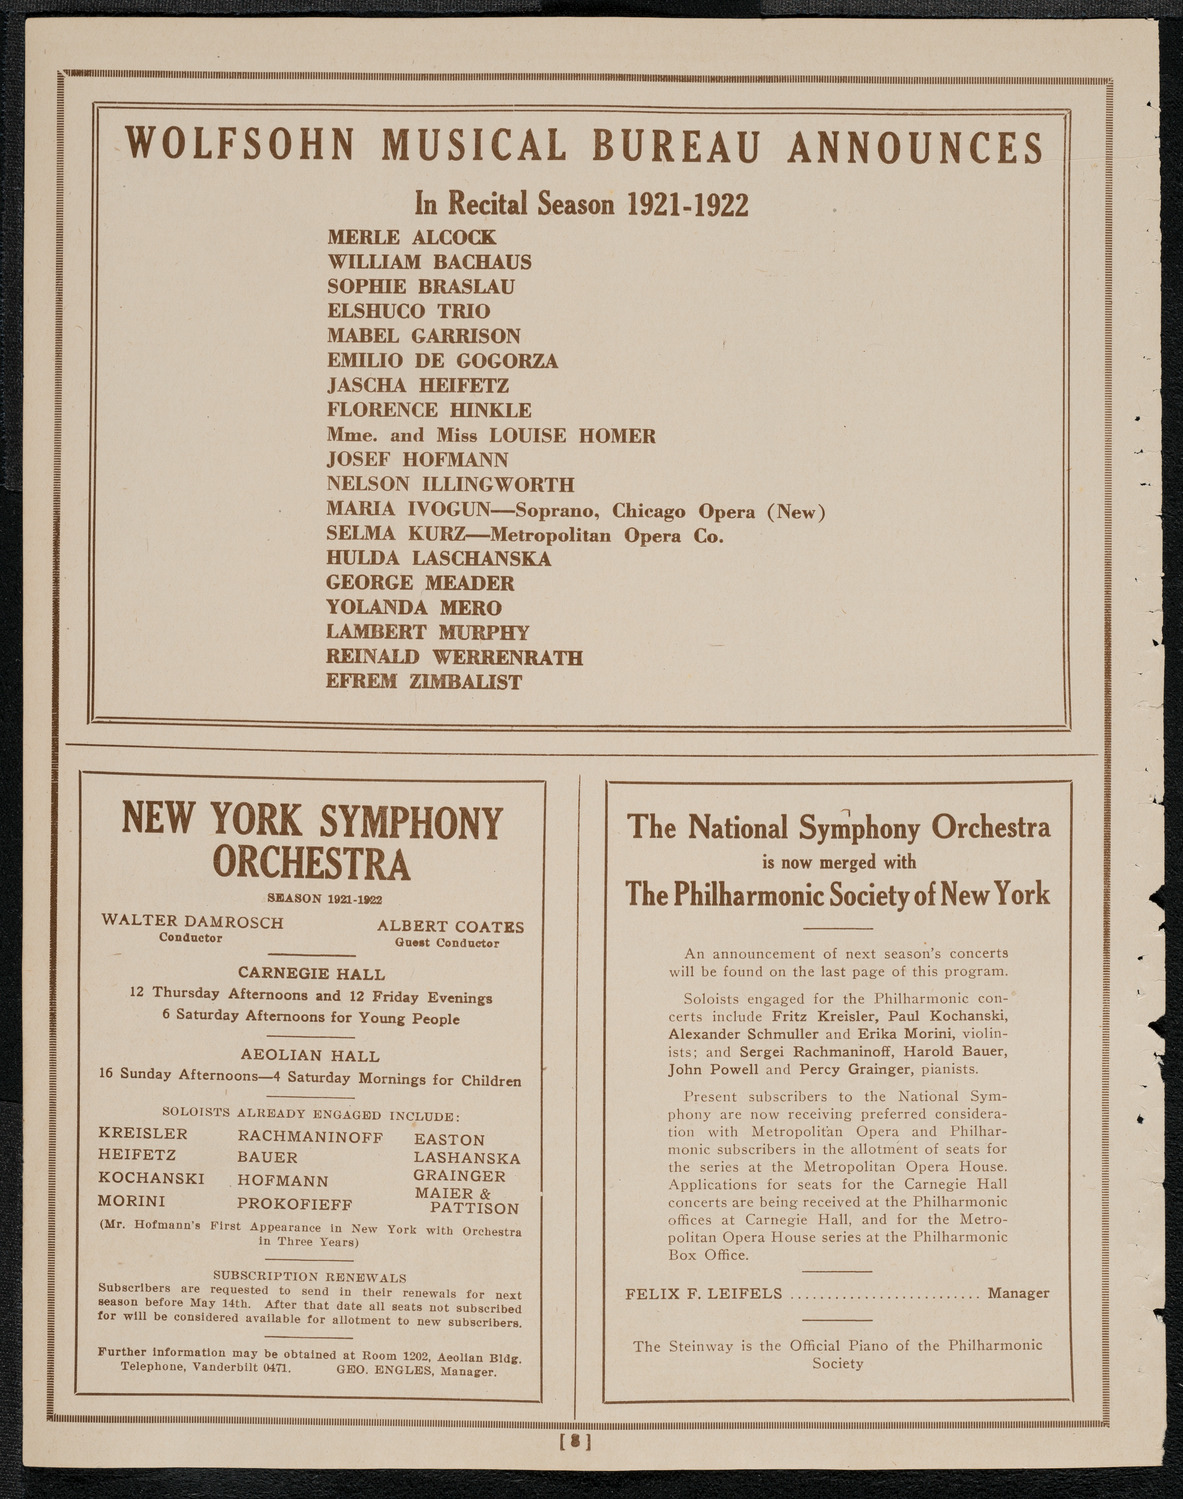 WOLFSOHN MUSICAL BUREAU ANNOUNCES
In Recital Season 1921-1922
MERLE ALCOCK
WILLIAM BACHAUS
SOPHIE BRASLAU
ELSHUCO TRIO
MABEL GARRISON
EMILIO DE GOGORZA
JASCHA HEIFETZ
FLORENCE HINKLE
Mme. and Miss LOUISE HOMER
JOSEF HOFMANN
NELSON ILLINGWORTH
MARIA IVOGUN—Soprano, Chicago Opera (New)
SELMA KURZ—Metropolitan Opera Co.
HULDA LASCHANSKA
GEORGE MEADER
YOLANDA MERO
LAMBERT MURPHY
REINALD WERRENRATH
EFREM ZIMBALIST
NEW YORK SYMPHONY
ORCHESTRA
SEASON 1921-1922
WALTER DAMROSCH ALBERT COATES
Conductor Guest Conductor
CARNEGIE HALL
12 Thursday Afternoons and 12 Friday Evenings
6 Saturday Afternoons for Young People
AEOLIAN HALL
16 Sunday Afternoons—4 Saturday Mornings for Children
SOLOISTS ALREADY ENGAGED INCLUDE:
KREISLER RACHMANINOFF EASTON
HEIFETZ BAUER LASHANSKA
KOCHANSKI HOFMANN GRAINGER
MORINI PROKOFIEFF MAIER &
PATTISON
(Mr. Hofmann's First Appearance in New York with Orchestra
in Three Years)
SUBSCRIPTION RENEWALS
Subscribers are requested to send in their renewals for next
season before May 14th. After that date all seats not subscribed
for will be considered available for allotment to new subscribers.
Further information may be obtained at Room 1202, Aeolian Bldg.
Telephone, Vanderbilt 0471. GEO. ENGLES, Manager.
The National Symphony Orchestra
is now merged with
The Philharmonic Society of New York
An announcement of next season's concerts
will be found on the last page of this program.
Soloists engaged for the Philharmonic con-
certs include Fritz Kreisler, Paul Kochanski,
Alexander Schmuller and Erika Morini, violin-
ists; and Sergei Rachmaninoff, Harold Bauer,
John Powell and Percy Grainger, pianists.
Present subscribers to the National Sym-
phony are now receiving preferred considera-
tion with Metropolitan Opera and Philhar-
monic subscribers in the allotment of seats for
the series at the Metropolitan Opera House.
Applications for seats for the Carnegie Hall
concerts are being received at the Philharmonic
offices at Carnegie Hall, and for the Metro-
politan Opera House series at the Philharmonic
Box Office.
FELIX F. LEIFELS ......................... Manager
The Steinway is the Official Piano of the Philharmonic
Society
[ 8 ]